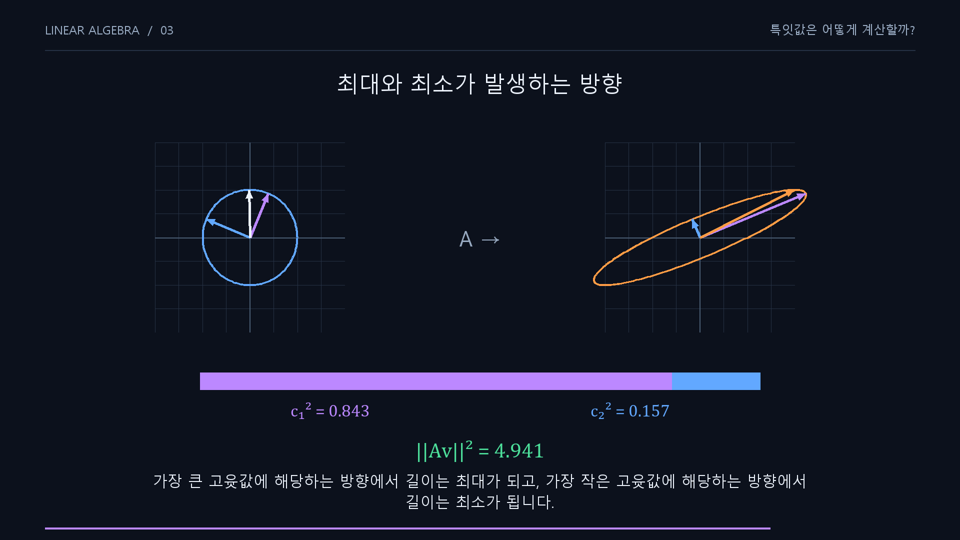 LINEAR ALGEBRA / 03
특잇값은 어떻게 계산할까?
최대와 최소가 발생하는 방향
A →
c₁² = 0.843
c₂² = 0.157
||Av||² = 4.941
가장 큰 고윳값에 해당하는 방향에서 길이는 최대가 되고, 가장 작은 고윳값에 해당하는 방향에서
길이는 최소가 됩니다.